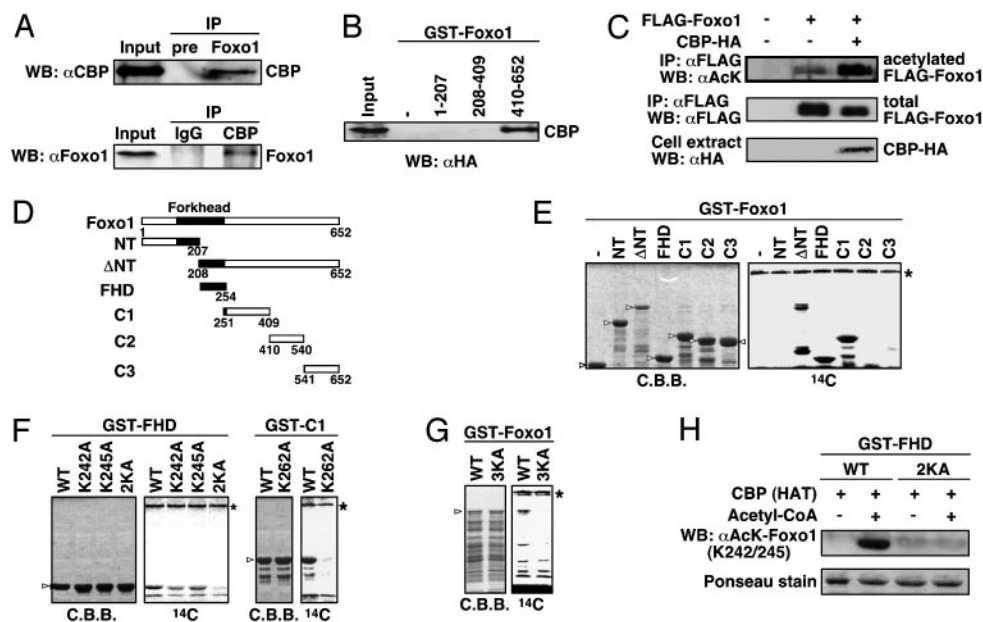 A
IP
Input pre Foxo1
WB: αCBP
CBP
IP
Input IgG CBP
WB: αFoxo1
Foxo1
B
GST-Foxo1
Input
-
1-207
208-409
410-652
CBP
WB: αHA
C
FLAG-Foxo1 - + +
CBP-HA - - +
IP: αFLAG
WB: αAcK
acetylated
FLAG-Foxo1
IP: αFLAG
WB: αFLAG
total
FLAG-Foxo1
Cell extract
WB: αHA
CBP-HA
D
Forkhead
Foxo1
1 652
NT
207
ΔNT
208 652
FHD
254
C1
251 409
C2
410 540
C3
541 652
E
GST-Foxo1
- NT ΔNT FHD C1 C2 C3
- NT ΔNT FHD C1 C2 C3
*
C.B.B.
14C
F
GST-FHD
WT K242A K245A 2KA
WT K242A K245A 2KA
*
C.B.B.
14C
GST-C1
WT K262A
WT K262A
*
C.B.B.
14C
G
GST-Foxo1
WT 3KA
WT 3KA
*
C.B.B.
14C
H
GST-FHD
WT 2KA
CBP (HAT) + + + +
Acetyl-CoA - + - +
WB: αAcK-Foxo1
(K242/245)
Ponseau stain